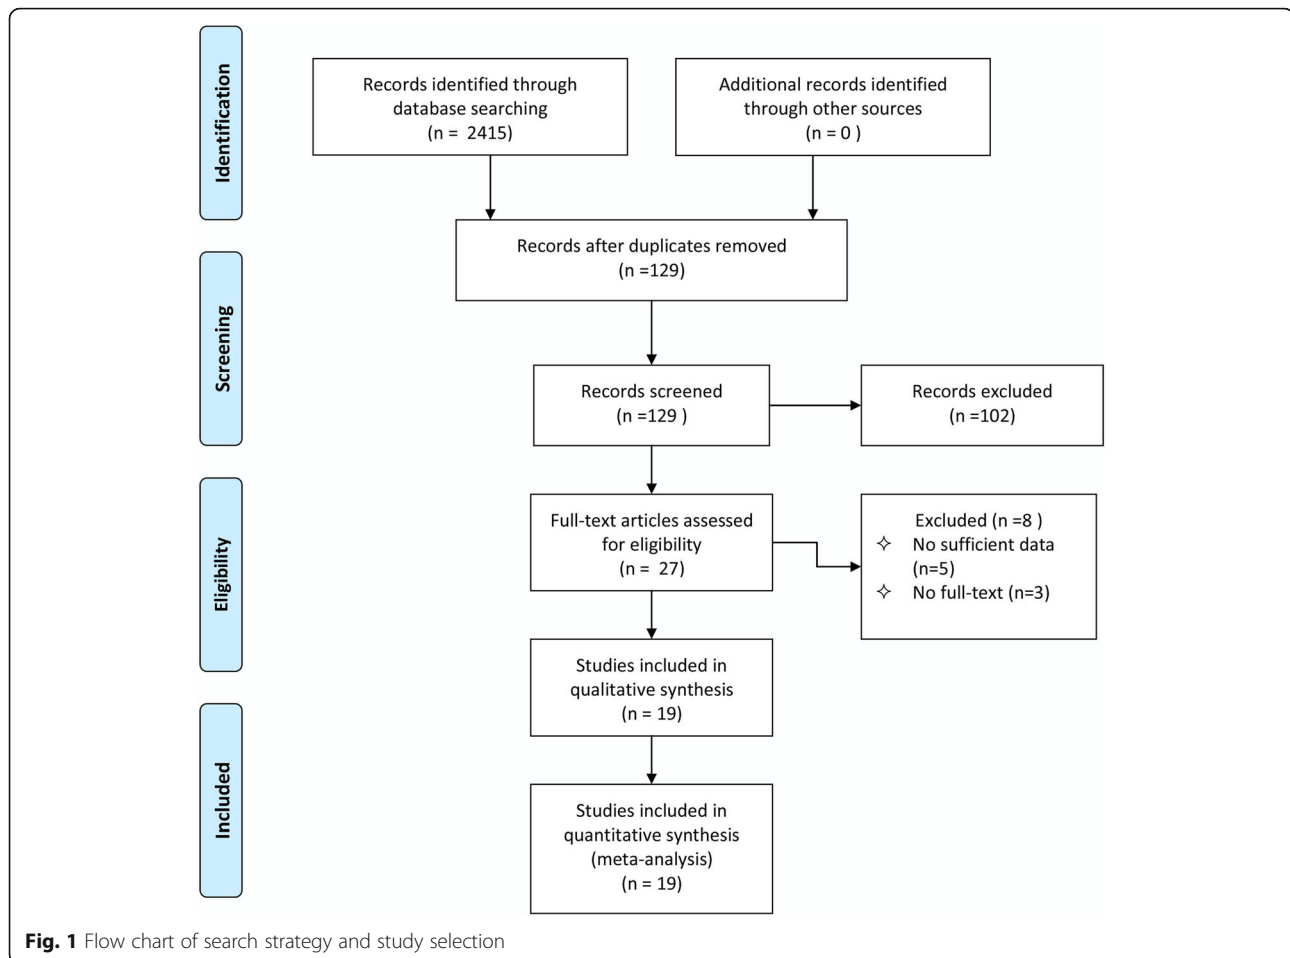 Identification
Records identified through
database searching
(n = 2415)
Additional records identified
through other sources
(n = 0 )
Records after duplicates removed
(n =129)
Screening
Records screened
(n =129 )
Records excluded
(n =102)
Eligibility
Full-text articles assessed
for eligibility
(n = 27)
Excluded (n =8 )
✧ No sufficient data
(n=5)
✧ No full-text (n=3)
Studies included in
qualitative synthesis
(n = 19)
Included
Studies included in
quantitative synthesis
(meta-analysis)
(n = 19)
Fig. 1 Flow chart of search strategy and study selection